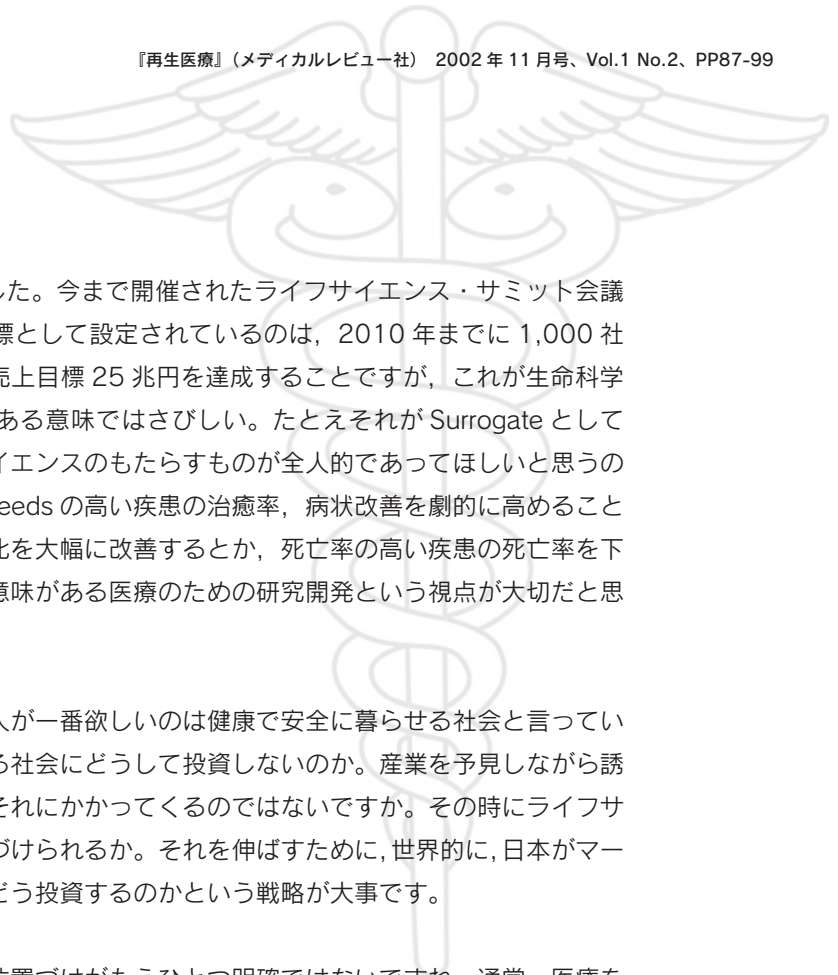 『再生医療』（メディカルレビュー社） 2002 年 11 月号、Vol.1 No.2、PP87-99
した。今まで開催されたライフサイエンス・サミット会議
標として設定されているのは，2010 年までに 1,000 社
売上目標 25 兆円を達成することですが，これが生命科学
ある意味ではさびしい。たとえそれが Surrogate として
イエンスのもたらすものが全人的であってほしいと思うの
eeds の高い疾患の治癒率，病状改善を劇的に高めること
比を大幅に改善するとか，死亡率の高い疾患の死亡率を下
意味がある医療のための研究開発という視点が大切だと思
人が一番欲しいのは健康で安全に暮らせる社会と言ってい
る社会にどうして投資しないのか。産業を予見しながら誘
それにかかってくるのではないですか。その時にライフサ
づけられるか。それを伸ばすために，世界的に，日本がマー
どう投資するのかという戦略が大事です。
位置づけがもうひとつ明確ではないですね。通常，医療を